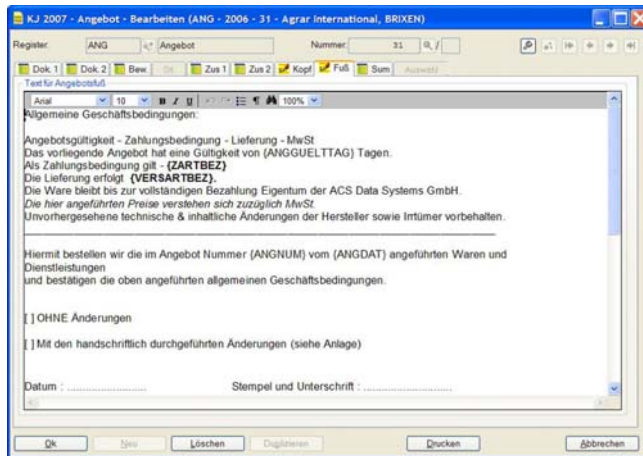 KJ 2007 - Angebot - Bearbeiten (ANG - 2006 - 31 - Agrar International, BRIXEN)
Register: ANG Angebot Nummer: 31 /
Dok. 1 Dok. 2 Bew. Zus 1 Zus 2 Kopf Fuß Sum Auswahl
Text für Angebotsfuß
Arial 10 B I U 100%
Allgemeine Geschäftsbedingungen:
Angebotsgültigkeit - Zahlungsbedingung - Lieferung - MwSt
Das vorliegende Angebot hat eine Gültigkeit von {ANGGUELTTAG} Tagen.
Als Zahlungsbedingung gilt - {ZARTBEZ}
Die Lieferung erfolgt {VERSARTBEZ}.
Die Ware bleibt bis zur vollständigen Bezahlung Eigentum der ACS Data Systems GmbH.
Die hier angeführten Preise verstehen sich zuzüglich MwSt.
Unvorhergesehene technische & inhaltliche Änderungen der Hersteller sowie Irrtümer vorbehalten.
Hiermit bestellen wir die im Angebot Nummer {ANGNUM} vom {ANGDAT} angeführten Waren und
Dienstleistungen
und bestätigen die oben angeführten allgemeinen Geschäftsbedingungen.
[ ] OHNE Änderungen
[ ] Mit den handschriftlich durchgeführten Änderungen (siehe Anlage)
Datum : ............................ Stempel und Unterschrift : ...............................
Ok Neu Löschen Duplizieren Drucken Abbrechen